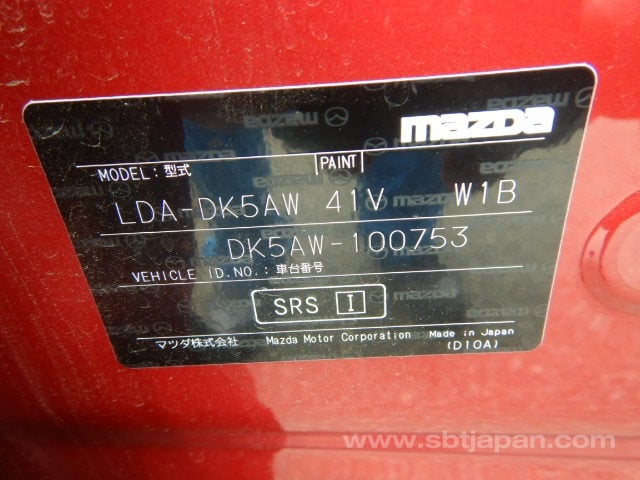 mazda
MODEL：型式 PAINT
LDA-DK5AW 41V W1B
DK5AW-100753
VEHICLE ID.NO.：車台番号
SRS I
マツダ株式会社 Mazda Motor Corporation Made in Japan
(D10A)
www.sbtjapan.com